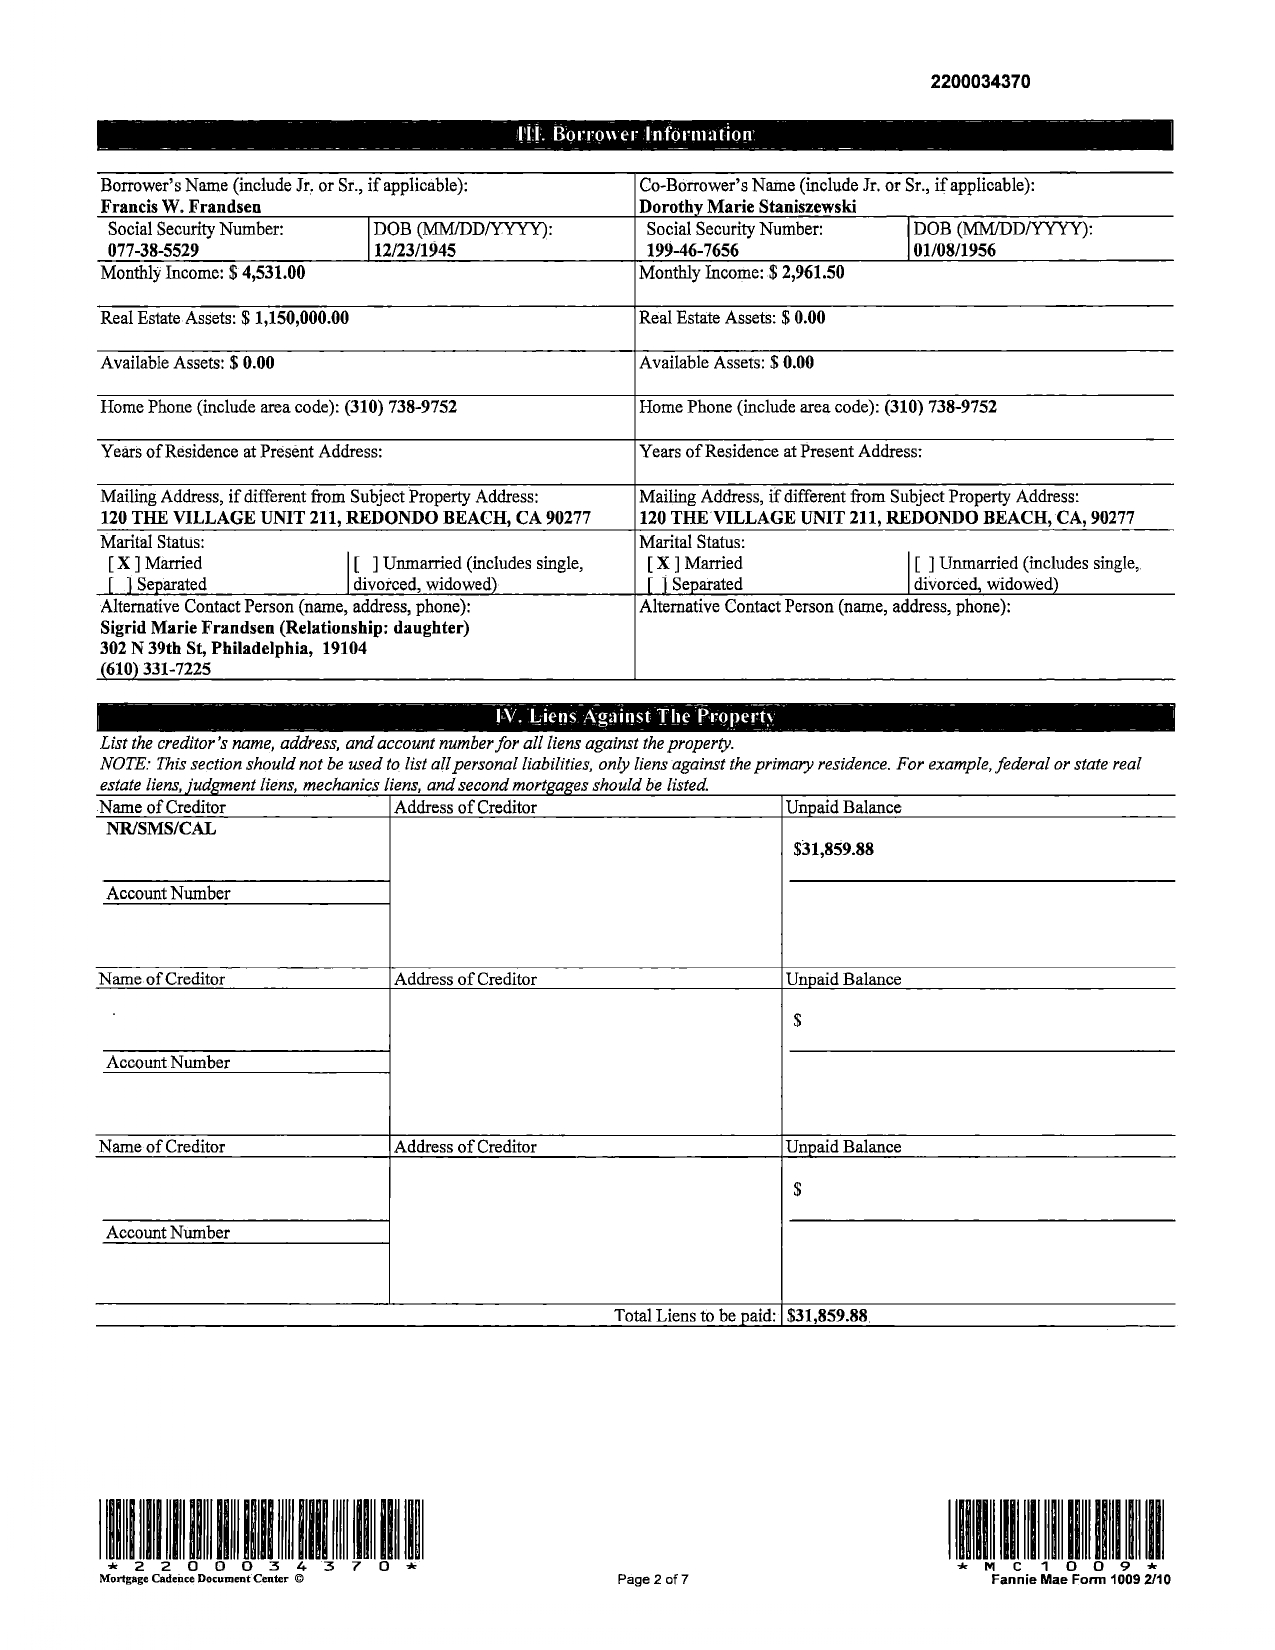 2200034370
III. Borrower Information
Borrower's Name (include Jr. or Sr., if applicable):
Francis W. Frandsen
Co-Borrower's Name (include Jr. or Sr., if applicable):
Dorothy Marie Staniszewski
Social Security Number:
077-38-5529
DOB (MM/DD/YYYY):
12/23/1945
Social Security Number:
199-46-7656
DOB (MM/DD/YYYY):
01/08/1956
Monthly Income: $ 4,531.00
Monthly Income: $ 2,961.50
Real Estate Assets: $ 1,150,000.00
Real Estate Assets: $ 0.00
Available Assets: $ 0.00
Available Assets: $ 0.00
Home Phone (include area code): (310) 738-9752
Home Phone (include area code): (310) 738-9752
Years of Residence at Present Address:
Years of Residence at Present Address:
Mailing Address, if different from Subject Property Address:
120 THE VILLAGE UNIT 211, REDONDO BEACH, CA 90277
Mailing Address, if different from Subject Property Address:
120 THE VILLAGE UNIT 211, REDONDO BEACH, CA, 90277
Marital Status:
[ X ] Married
[ ] Separated
[ ] Unmarried (includes single,
divorced, widowed)
Marital Status:
[ X ] Married
[ ] Separated
[ ] Unmarried (includes single,
divorced, widowed)
Alternative Contact Person (name, address, phone):
Sigrid Marie Frandsen (Relationship: daughter)
302 N 39th St, Philadelphia, 19104
(610) 331-7225
Alternative Contact Person (name, address, phone):
IV. Liens Against The Property
List the creditor's name, address, and account number for all liens against the property.
NOTE: This section should not be used to list all personal liabilities, only liens against the primary residence. For example, federal or state real
estate liens, judgment liens, mechanics liens, and second mortgages should be listed.
Name of Creditor
Address of Creditor
Unpaid Balance
NR/SMS/CAL
$31,859.88
Account Number
Name of Creditor
Address of Creditor
Unpaid Balance
$
Account Number
Name of Creditor
Address of Creditor
Unpaid Balance
$
Account Number
Total Liens to be paid: $31,859.88
* 2 2 0 0 0 3 4 3 7 0 *
Mortgage Cadence Document Center ©
Page 2 of 7
* M C 1 0 0 9 *
Fannie Mae Form 1009 2/10